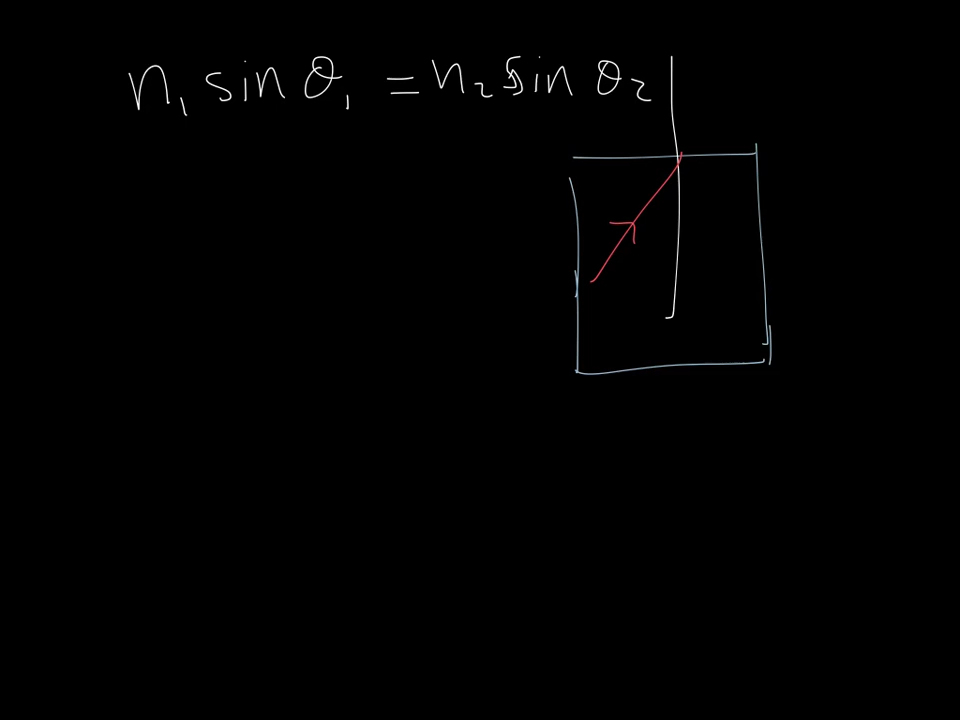 n₁ sin θ₁ = n₂ sin θ₂